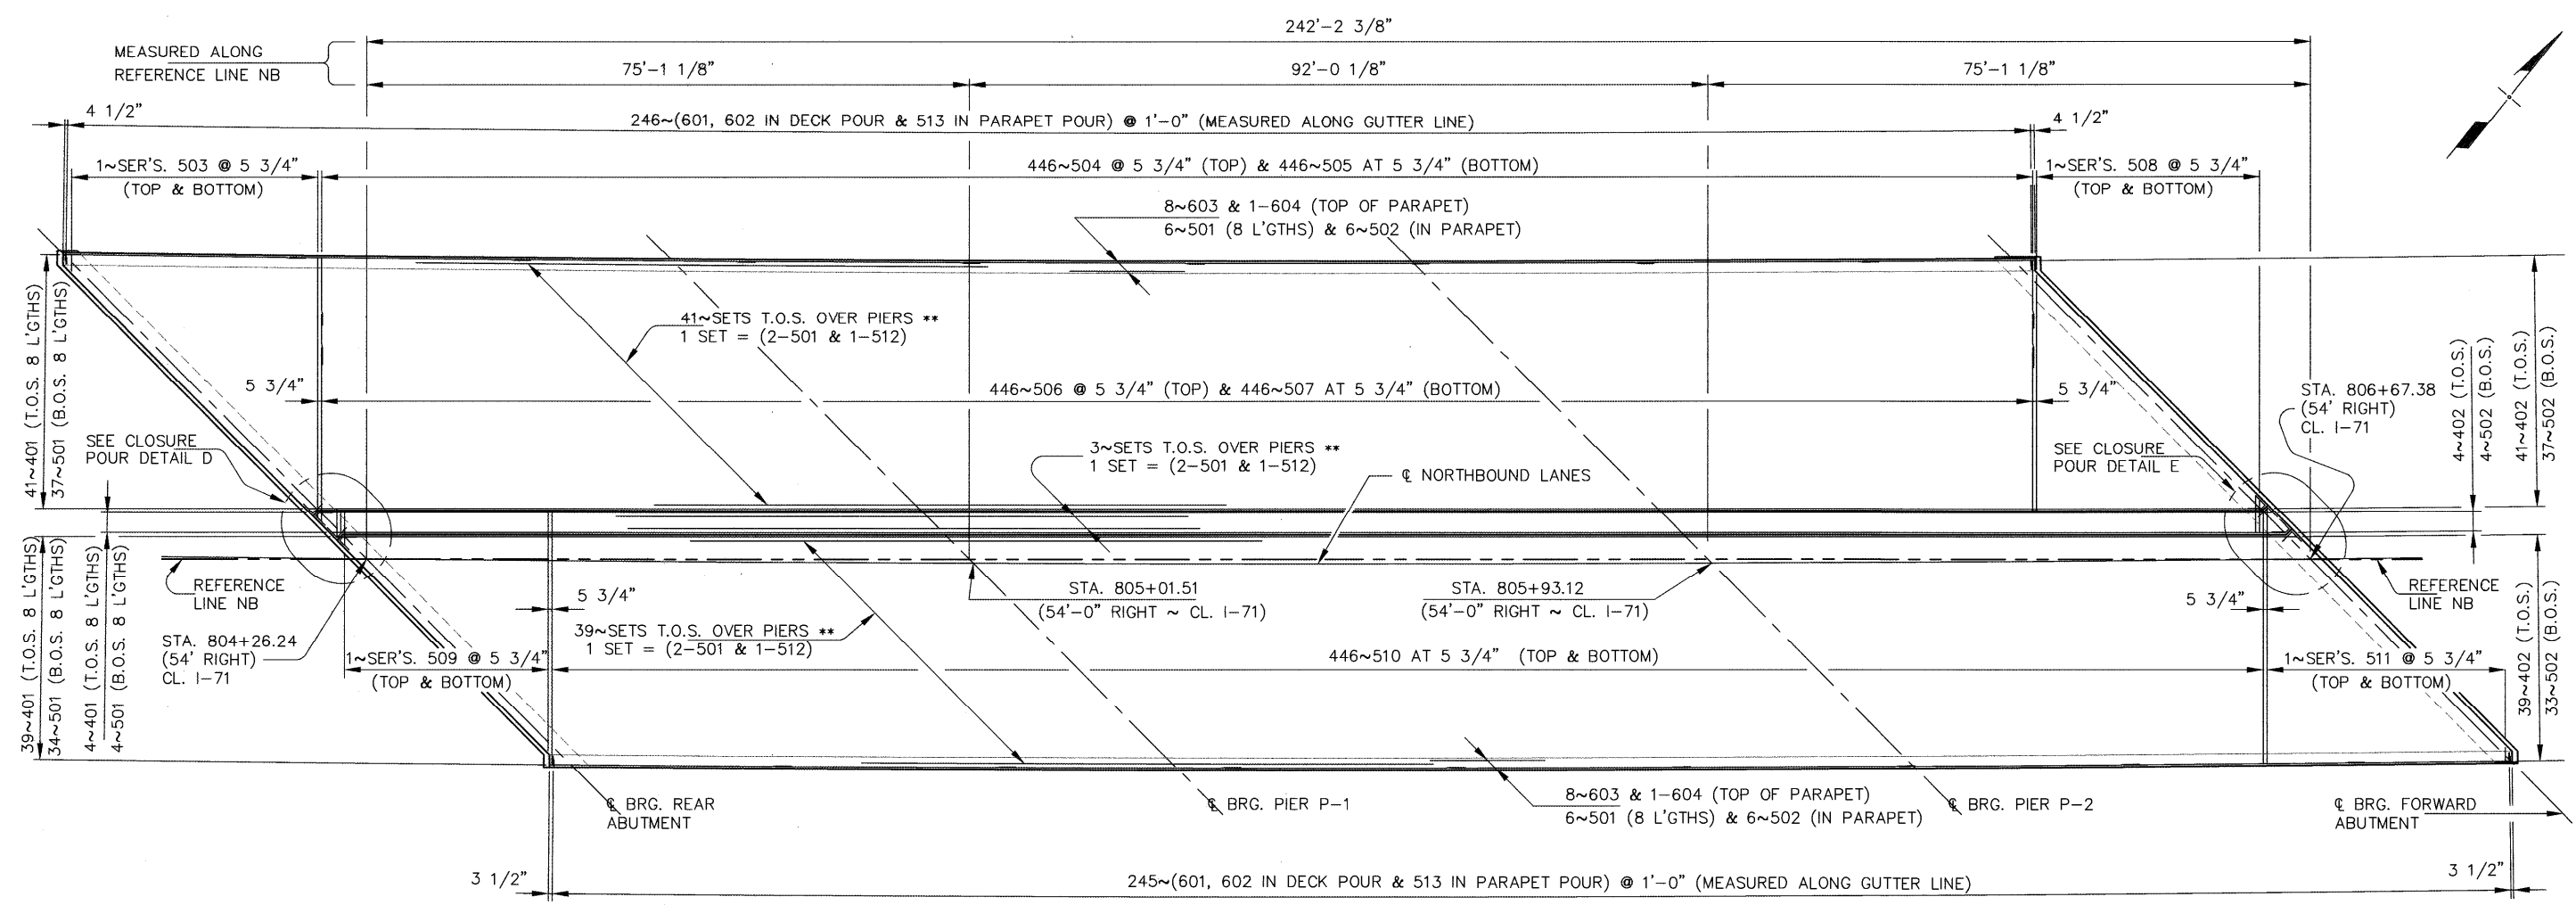 242'-2 3/8"
MEASURED ALONG
REFERENCE LINE NB
75'-1 1/8"
92'-0 1/8"
75'-1 1/8"
4 1/2"
246~(601, 602 IN DECK POUR & 513 IN PARAPET POUR) @ 1'-0" (MEASURED ALONG GUTTER LINE)
4 1/2"
1~SER'S. 503 @ 5 3/4"
(TOP & BOTTOM)
446~504 @ 5 3/4" (TOP) & 446~505 AT 5 3/4" (BOTTOM)
1~SER'S. 508 @ 5 3/4"
(TOP & BOTTOM)
8~603 & 1-604 (TOP OF PARAPET)
6~501 (8 L'GTHS) & 6~502 (IN PARAPET)
41~401 (T.O.S. 8 L'GTHS)
37~501 (B.O.S. 8 L'GTHS)
41~SETS T.O.S. OVER PIERS **
1 SET = (2-501 & 1-512)
5 3/4"
446~506 @ 5 3/4" (TOP) & 446~507 AT 5 3/4" (BOTTOM)
5 3/4"
STA. 806+67.38
(54' RIGHT)
CL. I-71
4~402 (T.O.S.)
4~502 (B.O.S.)
41~402 (T.O.S.)
37~502 (B.O.S.)
SEE CLOSURE
POUR DETAIL D
3~SETS T.O.S. OVER PIERS **
1 SET = (2-501 & 1-512)
℄ NORTHBOUND LANES
SEE CLOSURE
POUR DETAIL E
39~401 (T.O.S. 8 L'GTHS)
34~501 (B.O.S. 8 L'GTHS)
4~401 (T.O.S. 8 L'GTHS)
4~501 (B.O.S. 8 L'GTHS)
REFERENCE
LINE NB
STA. 804+26.24
(54' RIGHT)
CL. I-71
5 3/4"
STA. 805+01.51
(54'-0" RIGHT ~ CL. I-71)
STA. 805+93.12
(54'-0" RIGHT ~ CL. I-71)
5 3/4"
REFERENCE
LINE NB
39~402 (T.O.S.)
33~502 (B.O.S.)
39~SETS T.O.S. OVER PIERS **
1 SET = (2-501 & 1-512)
1~SER'S. 509 @ 5 3/4"
(TOP & BOTTOM)
446~510 AT 5 3/4" (TOP & BOTTOM)
1~SER'S. 511 @ 5 3/4"
(TOP & BOTTOM)
℄ BRG. REAR
ABUTMENT
℄ BRG. PIER P-1
8~603 & 1-604 (TOP OF PARAPET)
6~501 (8 L'GTHS) & 6~502 (IN PARAPET)
℄ BRG. PIER P-2
℄ BRG. FORWARD
ABUTMENT
3 1/2"
245~(601, 602 IN DECK POUR & 513 IN PARAPET POUR) @ 1'-0" (MEASURED ALONG GUTTER LINE)
3 1/2"